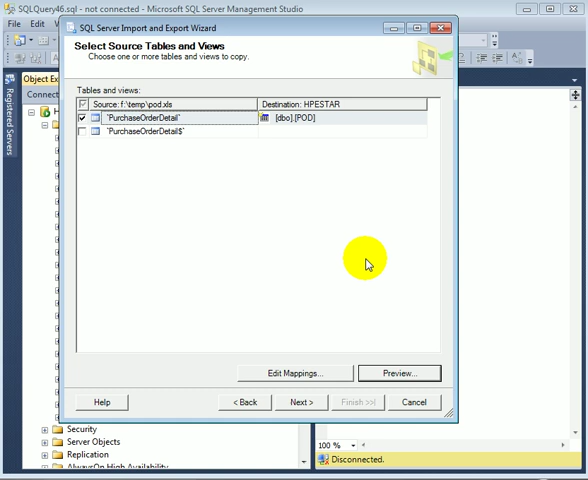 SQLQuery46.sql - not connected - Microsoft SQL Server Management Studio
File
Edit
Object Ex
Connect
Registered Servers
SQL Server Import and Export Wizard
Select Source Tables and Views
Choose one or more tables and views to copy.
Tables and views:
Source: f:\temp\pod.xls
Destination: HPESTAR
`PurchaseOrderDetail`
[dbo].[POD]
`PurchaseOrderDetail$`
Edit Mappings...
Preview...
Help
< Back
Next >
Finish >>|
Cancel
Security
Server Objects
Replication
AlwaysOn High Availability
100 %
Disconnected.